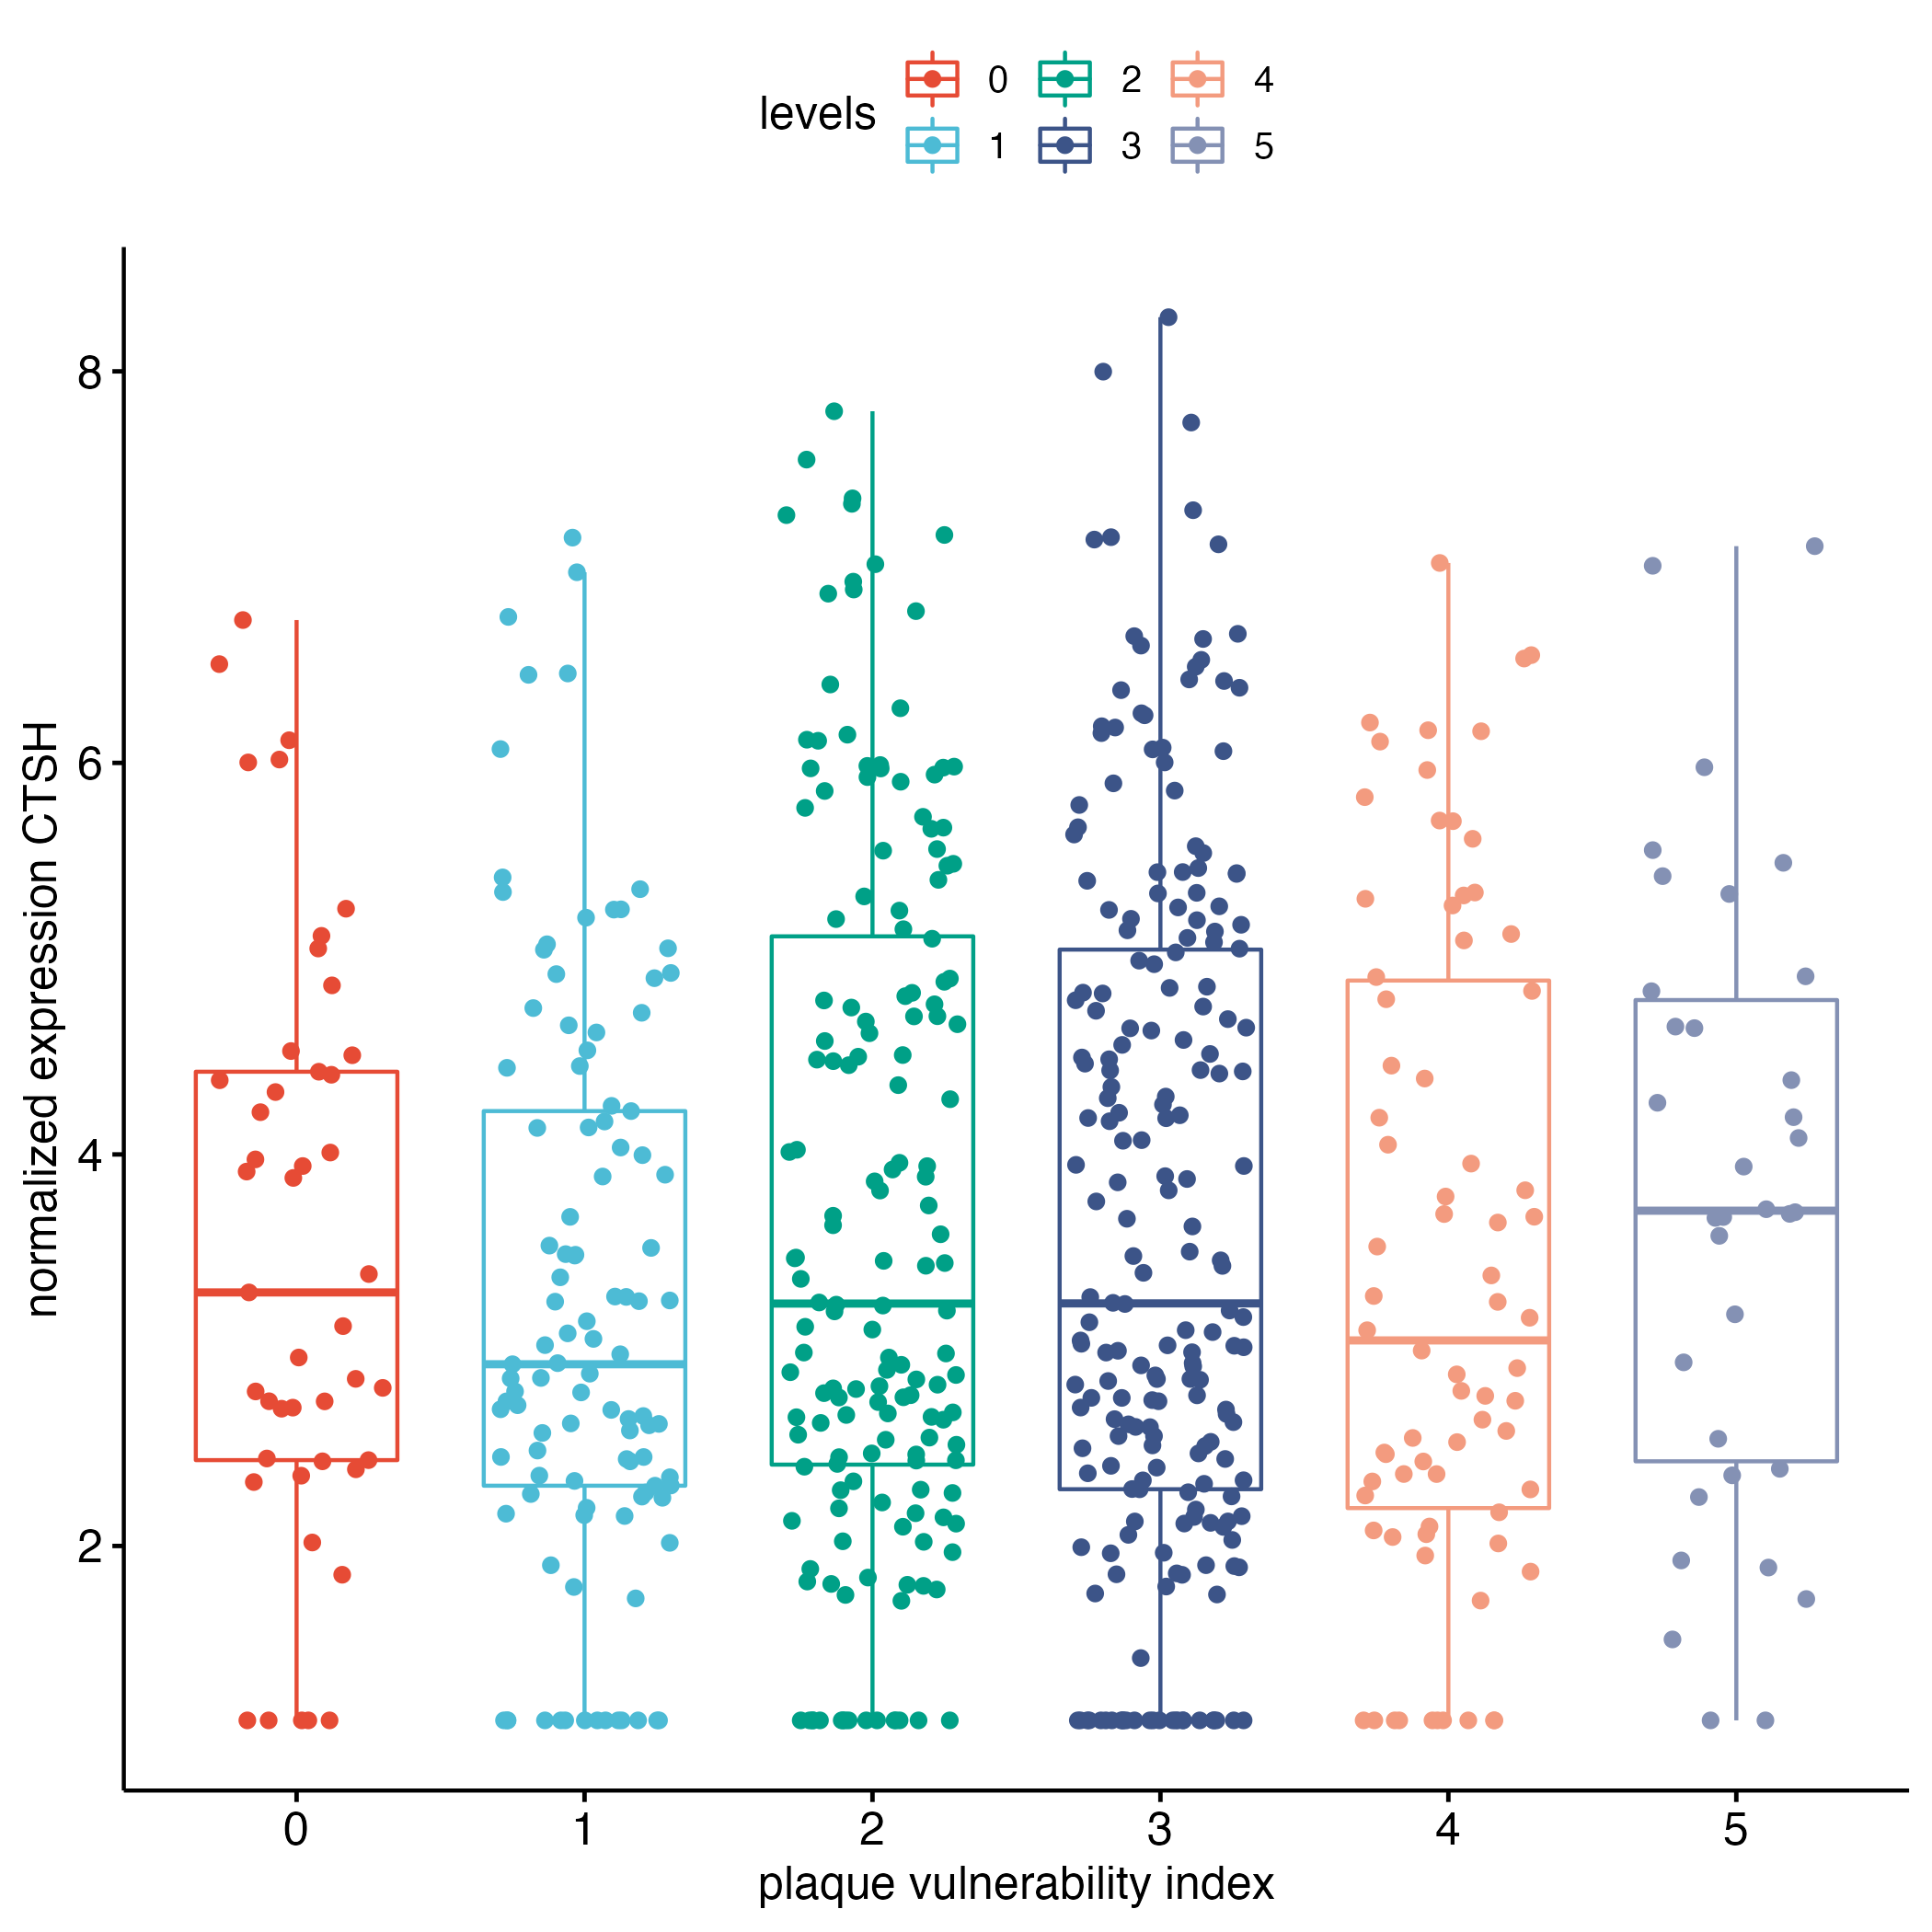 levels
0 2 4
1 3 5
normalized expression CTSH
8
6
4
2
0 1 2 3 4 5
plaque vulnerability index